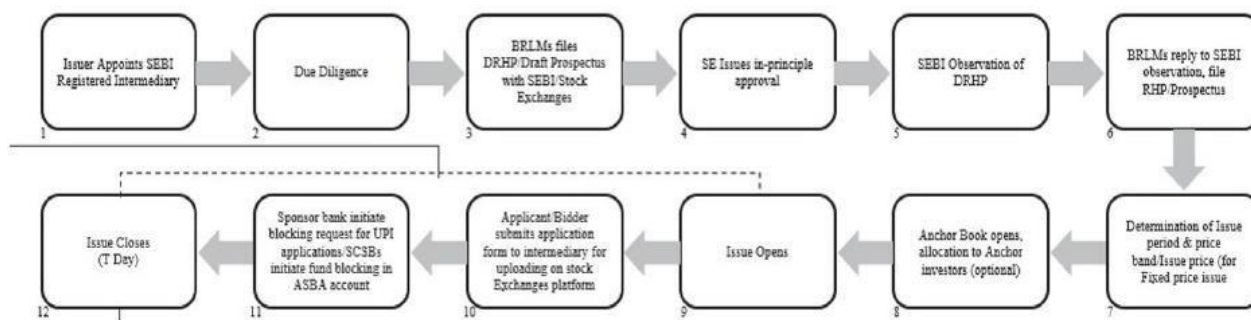 Issuer Appoints SEBI
Registered Intermediary
1
Due Diligence
2
BRLMs files
DRHP/Draft Prospectus
with SEBI/Stock
Exchanges
3
SE Issues in-principle
approval
4
SEBI Observation of
DRHP
5
BRLMs reply to SEBI
observation, file
RHP/Prospectus
6
Determination of Issue
period & price
band/Issue price (for
Fixed price issue
7
Anchor Book opens,
allocation to Anchor
investors (optional)
8
Issue Opens
9
Applicant/Bidder
submits application
form to intermediary for
uploading on stock
Exchanges platform
10
Sponsor bank initiate
blocking request for UPI
applications/SCSBs
initiate fund blocking in
ASBA account
11
Issue Closes
(T Day)
12